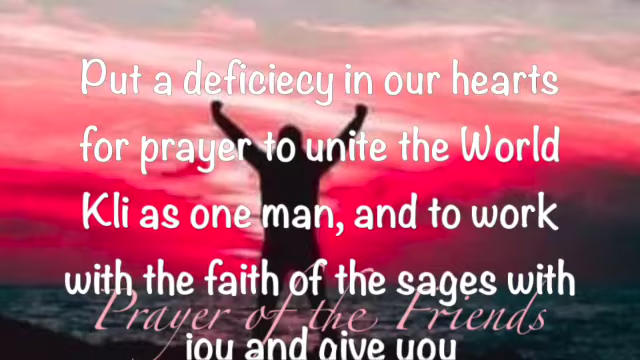 Put a deficiecy in our hearts
for prayer to unite the World
Kli as one man, and to work
with the faith of the sages with
Prayer of the Friends
joy and give you